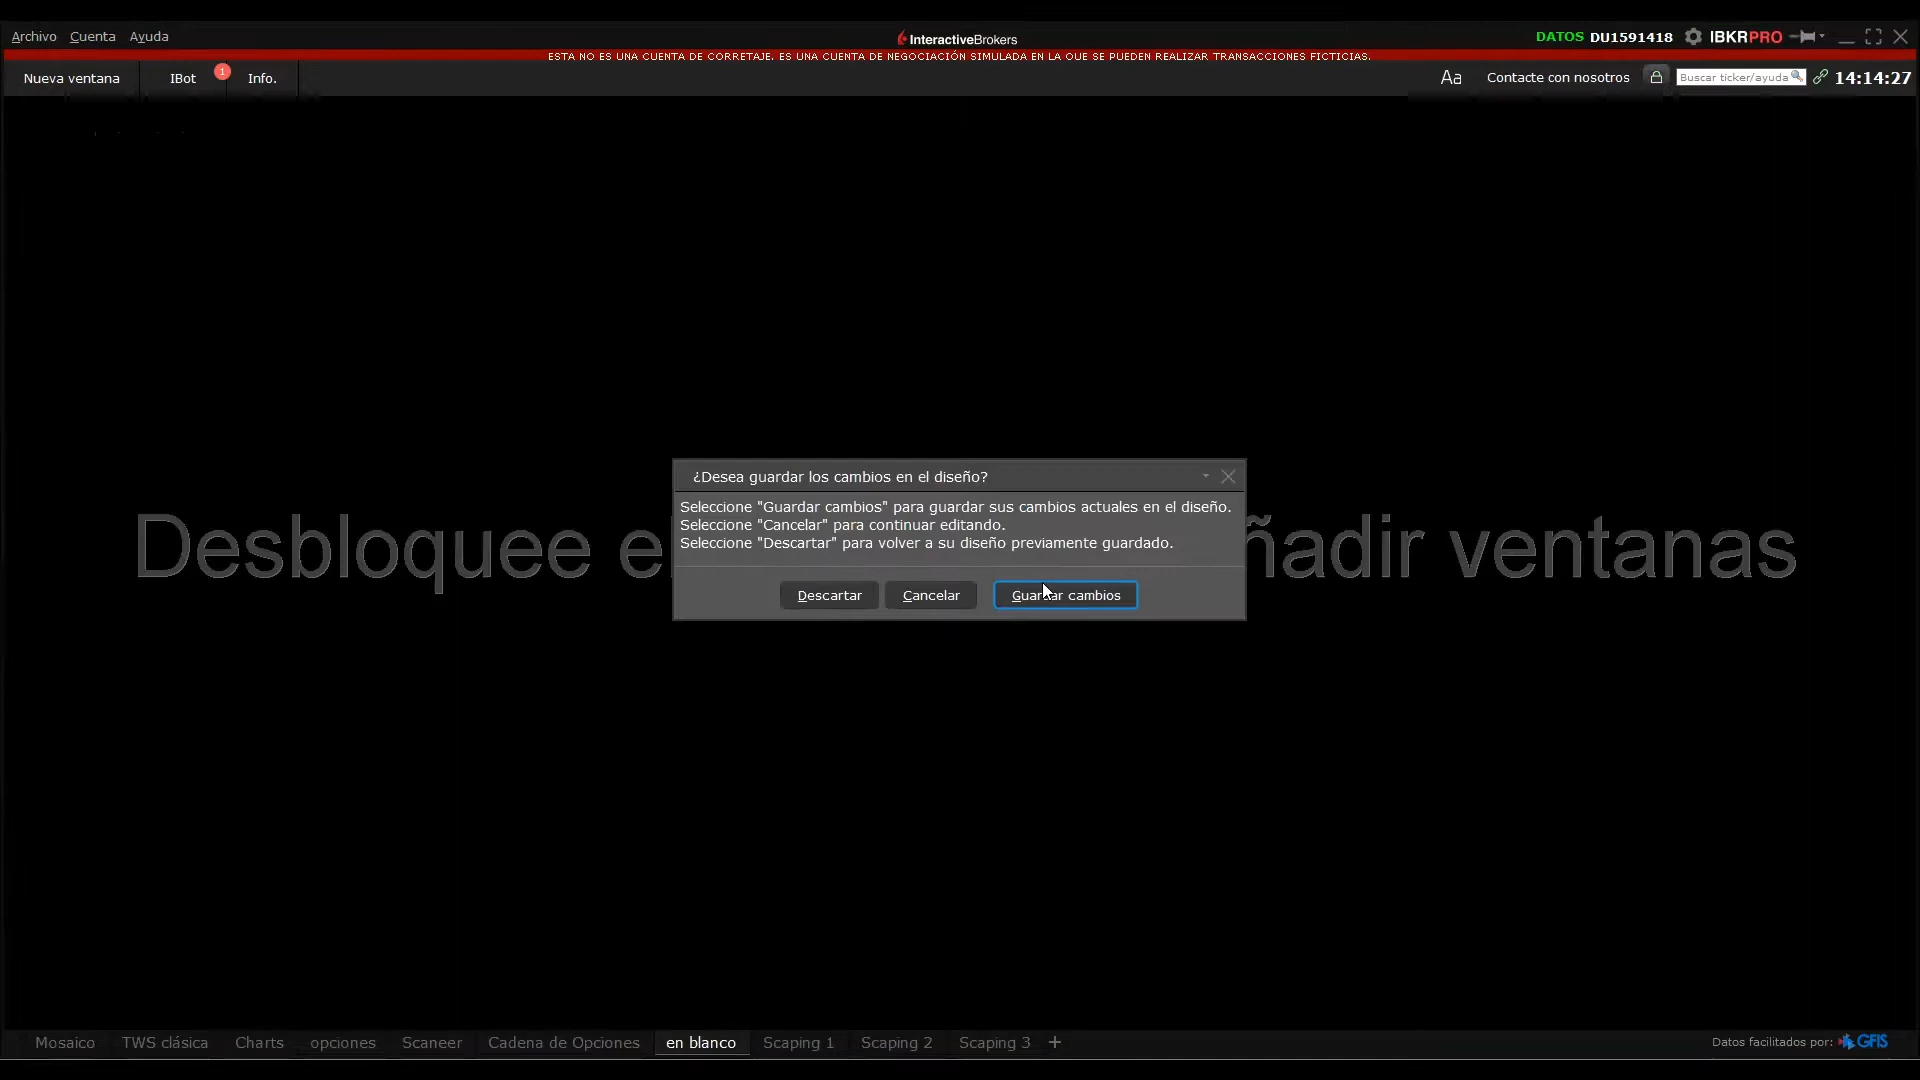 Archivo Cuenta Ayuda
InteractiveBrokers
DATOS DU1591418 IBKRPRO
ESTA NO ES UNA CUENTA DE CORRETAJE. ES UNA CUENTA DE NEGOCIACIÓN SIMULADA EN LA QUE SE PUEDEN REALIZAR TRANSACCIONES FICTICIAS.
Nueva ventana IBot 1 Info.
Aa Contacte con nosotros Buscar ticker/ayuda 14:14:27
¿Desea guardar los cambios en el diseño?
Seleccione "Guardar cambios" para guardar sus cambios actuales en el diseño.
Seleccione "Cancelar" para continuar editando.
Seleccione "Descartar" para volver a su diseño previamente guardado.
Desbloquee ventanas
Descartar Cancelar Guardar cambios
Mosaico TWS clásica Charts opciones Scaneer Cadena de Opciones en blanco Scaping 1 Scaping 2 Scaping 3 +
Datos facilitados por: GFIS